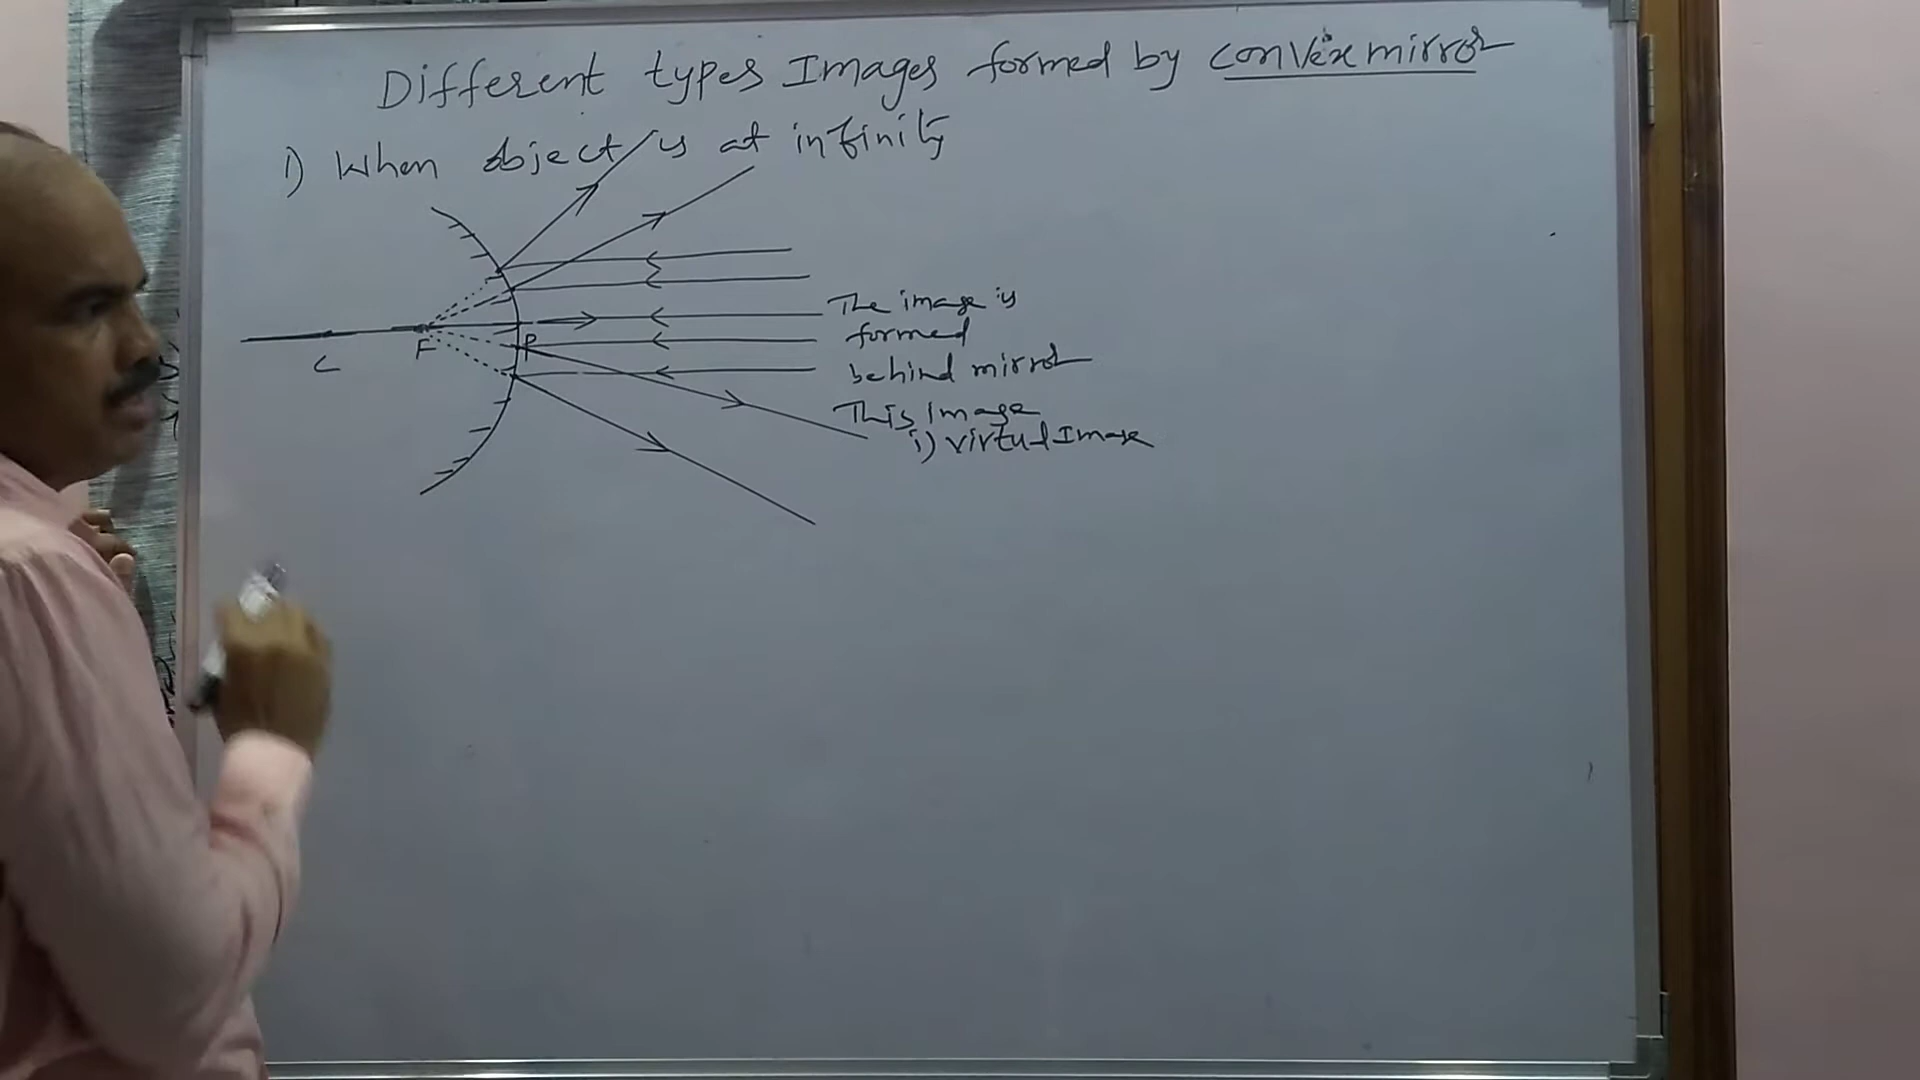 Different types Images formed by convex mirror
1) When object is at infinity
The image is
formed
behind mirror
This Image
i) virtual Image
C F P